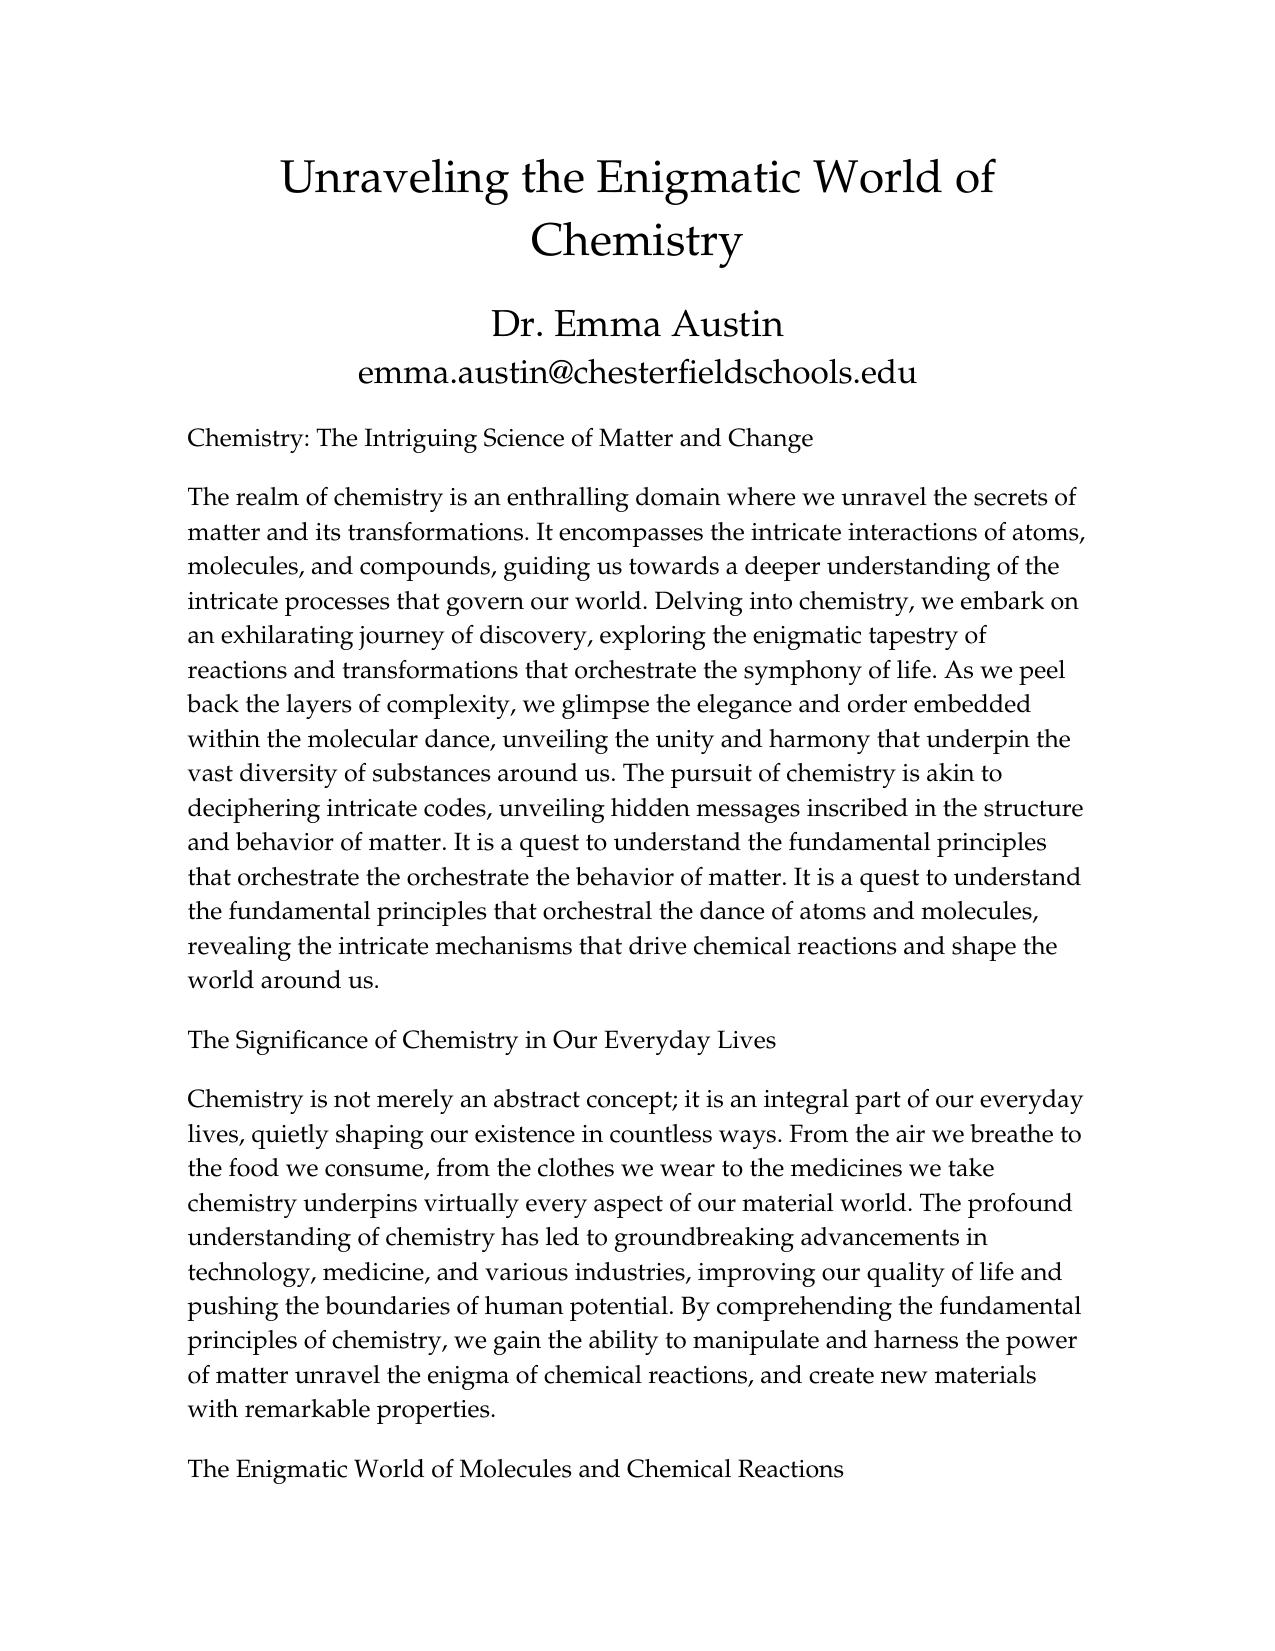 Unraveling the Enigmatic World of
Chemistry
Dr. Emma Austin
emma.austin@chesterfieldschools.edu
Chemistry: The Intriguing Science of Matter and Change
The realm of chemistry is an enthralling domain where we unravel the secrets of
matter and its transformations. It encompasses the intricate interactions of atoms,
molecules, and compounds, guiding us towards a deeper understanding of the
intricate processes that govern our world. Delving into chemistry, we embark on
an exhilarating journey of discovery, exploring the enigmatic tapestry of
reactions and transformations that orchestrate the symphony of life. As we peel
back the layers of complexity, we glimpse the elegance and order embedded
within the molecular dance, unveiling the unity and harmony that underpin the
vast diversity of substances around us. The pursuit of chemistry is akin to
deciphering intricate codes, unveiling hidden messages inscribed in the structure
and behavior of matter. It is a quest to understand the fundamental principles
that orchestrate the orchestrate the behavior of matter. It is a quest to understand
the fundamental principles that orchestral the dance of atoms and molecules,
revealing the intricate mechanisms that drive chemical reactions and shape the
world around us.
The Significance of Chemistry in Our Everyday Lives
Chemistry is not merely an abstract concept; it is an integral part of our everyday
lives, quietly shaping our existence in countless ways. From the air we breathe to
the food we consume, from the clothes we wear to the medicines we take
chemistry underpins virtually every aspect of our material world. The profound
understanding of chemistry has led to groundbreaking advancements in
technology, medicine, and various industries, improving our quality of life and
pushing the boundaries of human potential. By comprehending the fundamental
principles of chemistry, we gain the ability to manipulate and harness the power
of matter unravel the enigma of chemical reactions, and create new materials
with remarkable properties.
The Enigmatic World of Molecules and Chemical Reactions